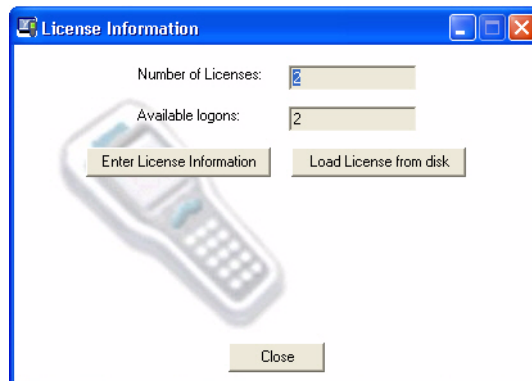 License Information
Number of Licenses: 2
Available logons: 2
Enter License Information Load License from disk
Close